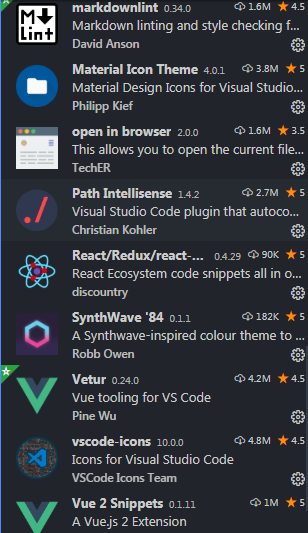 markdownlint 0.34.0 1.6M 4.5
Markdown linting and style checking f...
David Anson
Material Icon Theme 4.0.1 3.8M 5
Material Design Icons for Visual Studio...
Philipp Kief
open in browser 2.0.0 1.6M 3.5
This allows you to open the current file...
TechER
Path Intellisense 1.4.2 2.7M 5
Visual Studio Code plugin that autoco...
Christian Kohler
React/Redux/react-... 0.4.29 90K 5
React Ecosystem code snippets all in o...
discountry
SynthWave '84 0.1.1 182K 5
A Synthwave-inspired colour theme to ...
Robb Owen
Vetur 0.24.0 4.2M 4.5
Vue tooling for VS Code
Pine Wu
vscode-icons 10.0.0 4.8M 4.5
Icons for Visual Studio Code
VSCode Icons Team
Vue 2 Snippets 0.1.11 1M 5
A Vue.js 2 Extension